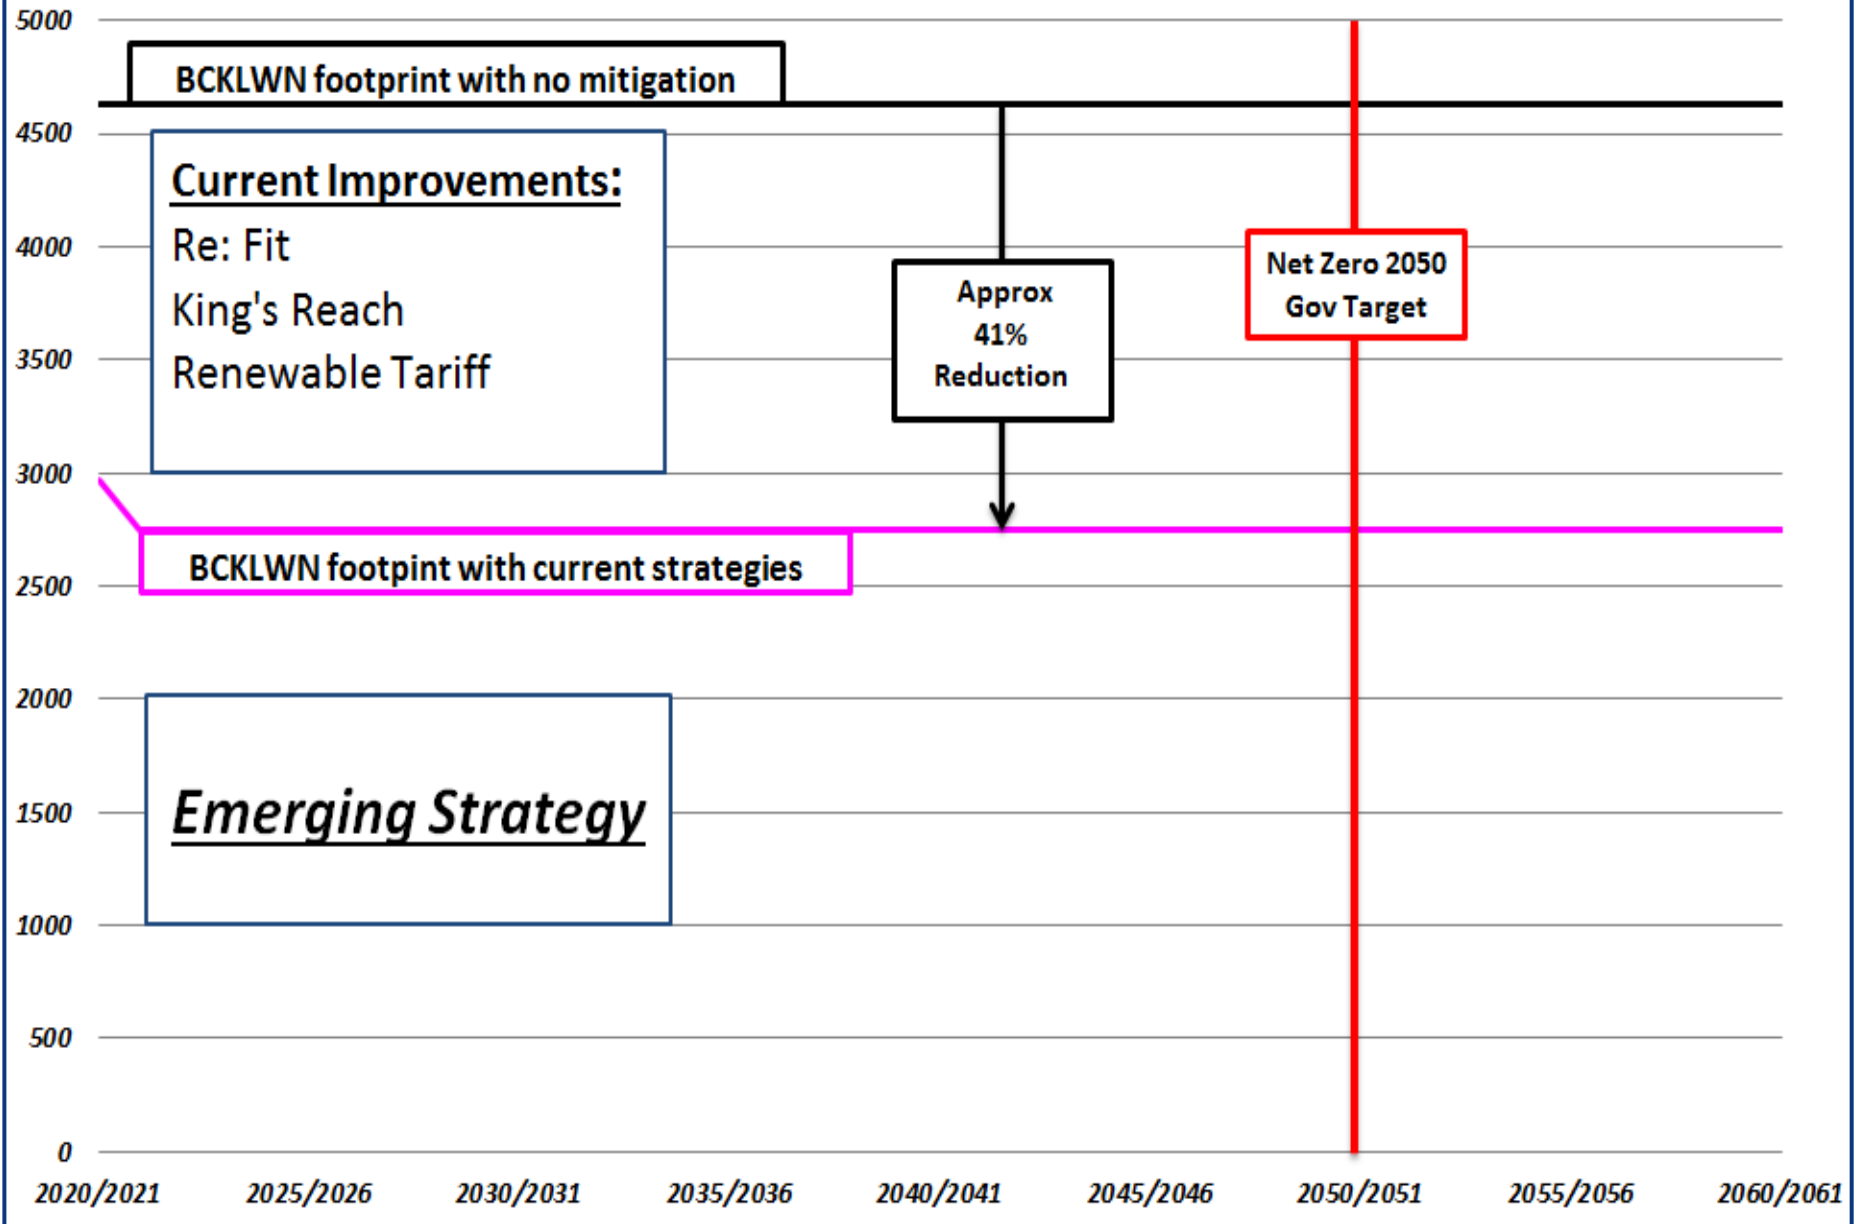 5000
BCKLWN footprint with no mitigation
4500
Current Improvements:
Re: Fit
King's Reach
Renewable Tariff
4000
Net Zero 2050
Gov Target
Approx
41%
Reduction
3500
3000
BCKLWN footpint with current strategies
2500
2000
Emerging Strategy
1500
1000
500
0
2020/2021 2025/2026 2030/2031 2035/2036 2040/2041 2045/2046 2050/2051 2055/2056 2060/2061